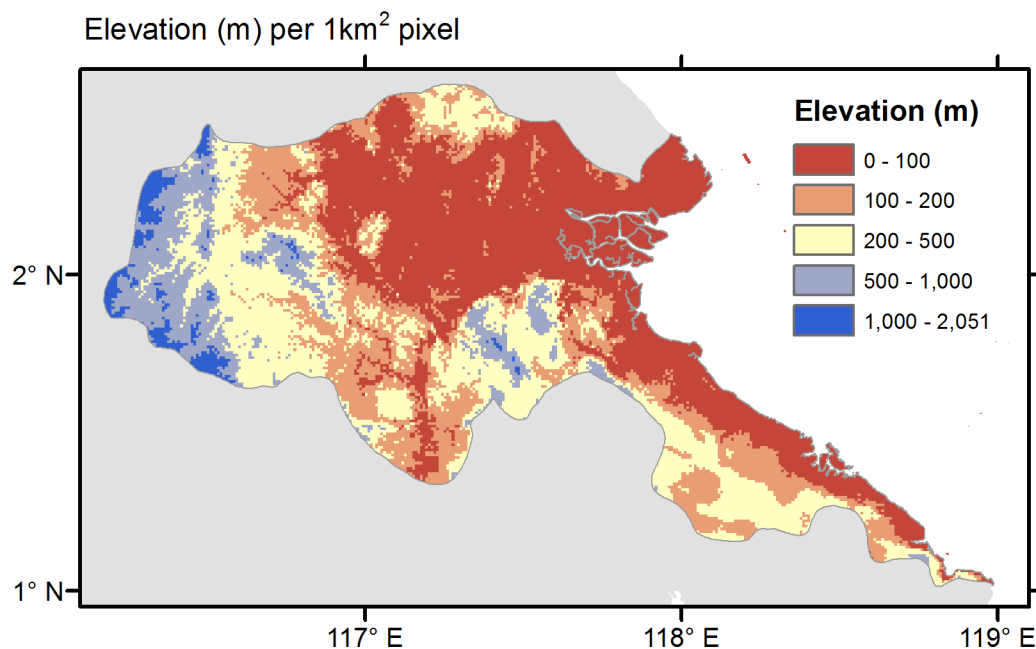 Elevation (m) per 1km² pixel
Elevation (m)
0 - 100
100 - 200
200 - 500
500 - 1,000
1,000 - 2,051
2° N
1° N
117° E
118° E
119° E